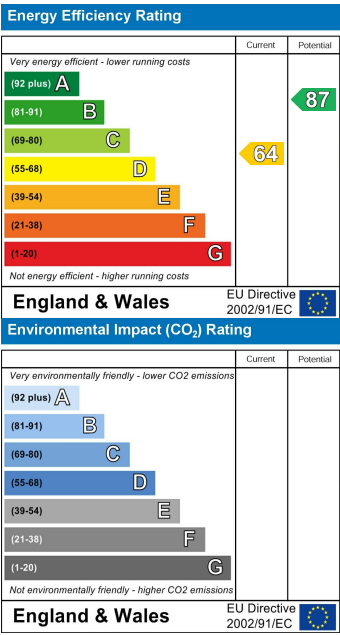 Energy Efficiency Rating
Current Potential
Very energy efficient - lower running costs
(92 plus) A
(81-91) B
87
(69-80) C
64
(55-68) D
(39-54) E
(21-38) F
(1-20) G
Not energy efficient - higher running costs
England & Wales
EU Directive
2002/91/EC
Environmental Impact (CO₂) Rating
Current Potential
Very environmentally friendly - lower CO2 emissions
(92 plus) A
(81-91) B
(69-80) C
(55-68) D
(39-54) E
(21-38) F
(1-20) G
Not environmentally friendly - higher CO2 emissions
England & Wales
EU Directive
2002/91/EC